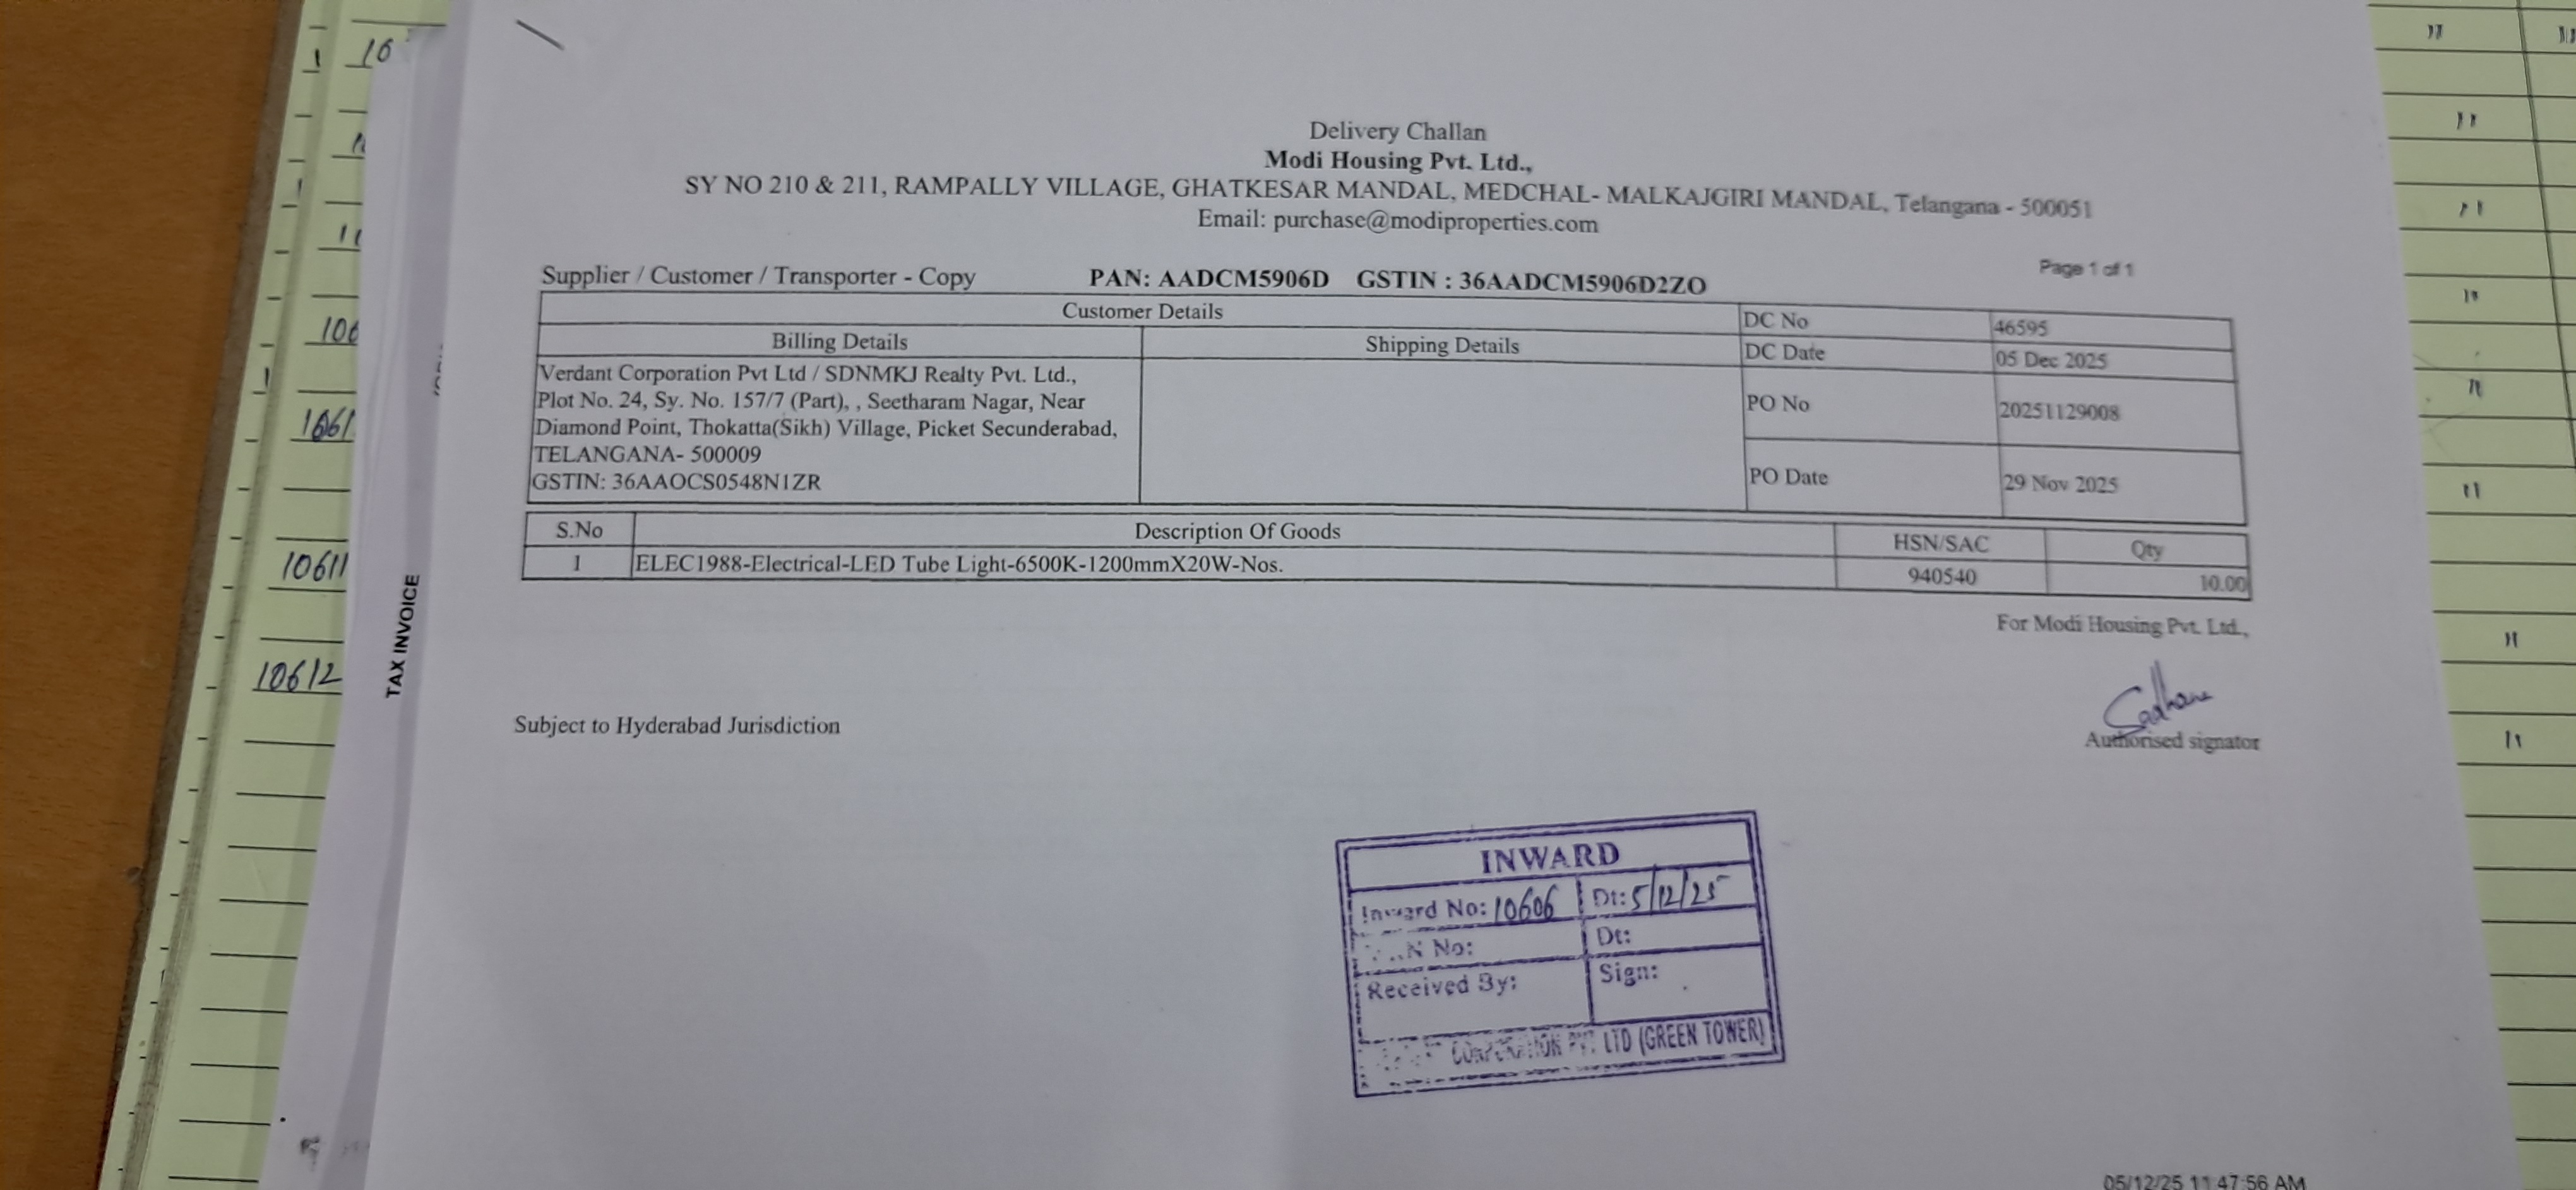 Delivery Challan
Modi Housing Pvt. Ltd.,
SY NO 210 & 211, RAMPALLY VILLAGE, GHATKESAR MANDAL, MEDCHAL- MALKAJGIRI MANDAL, Telangana - 500051
Email: purchase@modiproperties.com
Page 1 of 1
Supplier / Customer / Transporter - Copy PAN: AADCM5906D GSTIN : 36AADCM5906D2ZO
Customer Details
Billing Details Shipping Details
Verdant Corporation Pvt Ltd / SDNMKJ Realty Pvt. Ltd.,
Plot No. 24, Sy. No. 157/7 (Part), , Seetharam Nagar, Near
Diamond Point, Thokatta(Sikh) Village, Picket Secunderabad,
TELANGANA- 500009
GSTIN: 36AAOCS0548N1ZR
DC No 46595
DC Date 05 Dec 2025
PO No 20251129008
PO Date 29 Nov 2025
S.No Description Of Goods HSN/SAC Qty
1 ELEC1988-Electrical-LED Tube Light-6500K-1200mmX20W-Nos. 940540 10.00
For Modi Housing Pvt. Ltd.,
Sadhana
Authorised signator
Subject to Hyderabad Jurisdiction
INWARD
Inward No: 10606 Dt: 5/12/25
No: Dt:
Received By: Sign:
CORPORATION PVT LTD (GREEN TOWER)
05/12/25 11:47:56 AM
TAX INVOICE
10611
10612